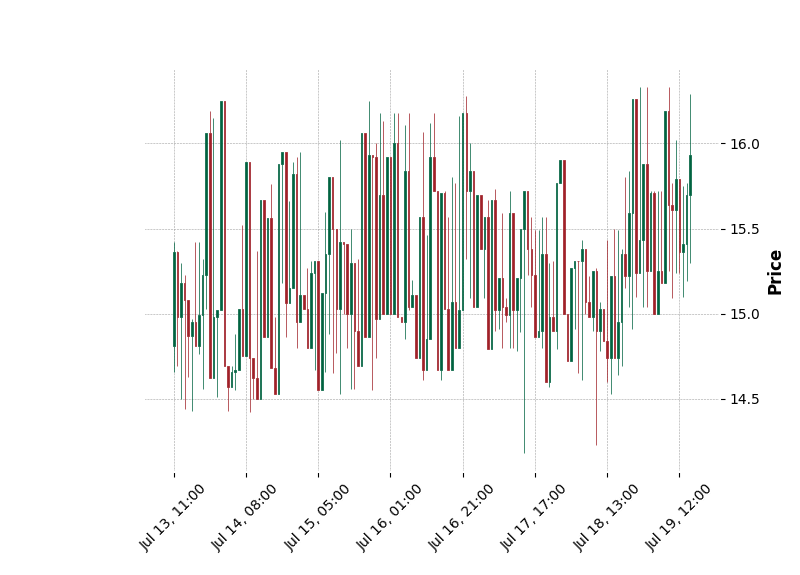 16.0
15.5
15.0
14.5
Price
Jul 13, 11:00
Jul 14, 08:00
Jul 15, 05:00
Jul 16, 01:00
Jul 16, 21:00
Jul 17, 17:00
Jul 18, 13:00
Jul 19, 12:00